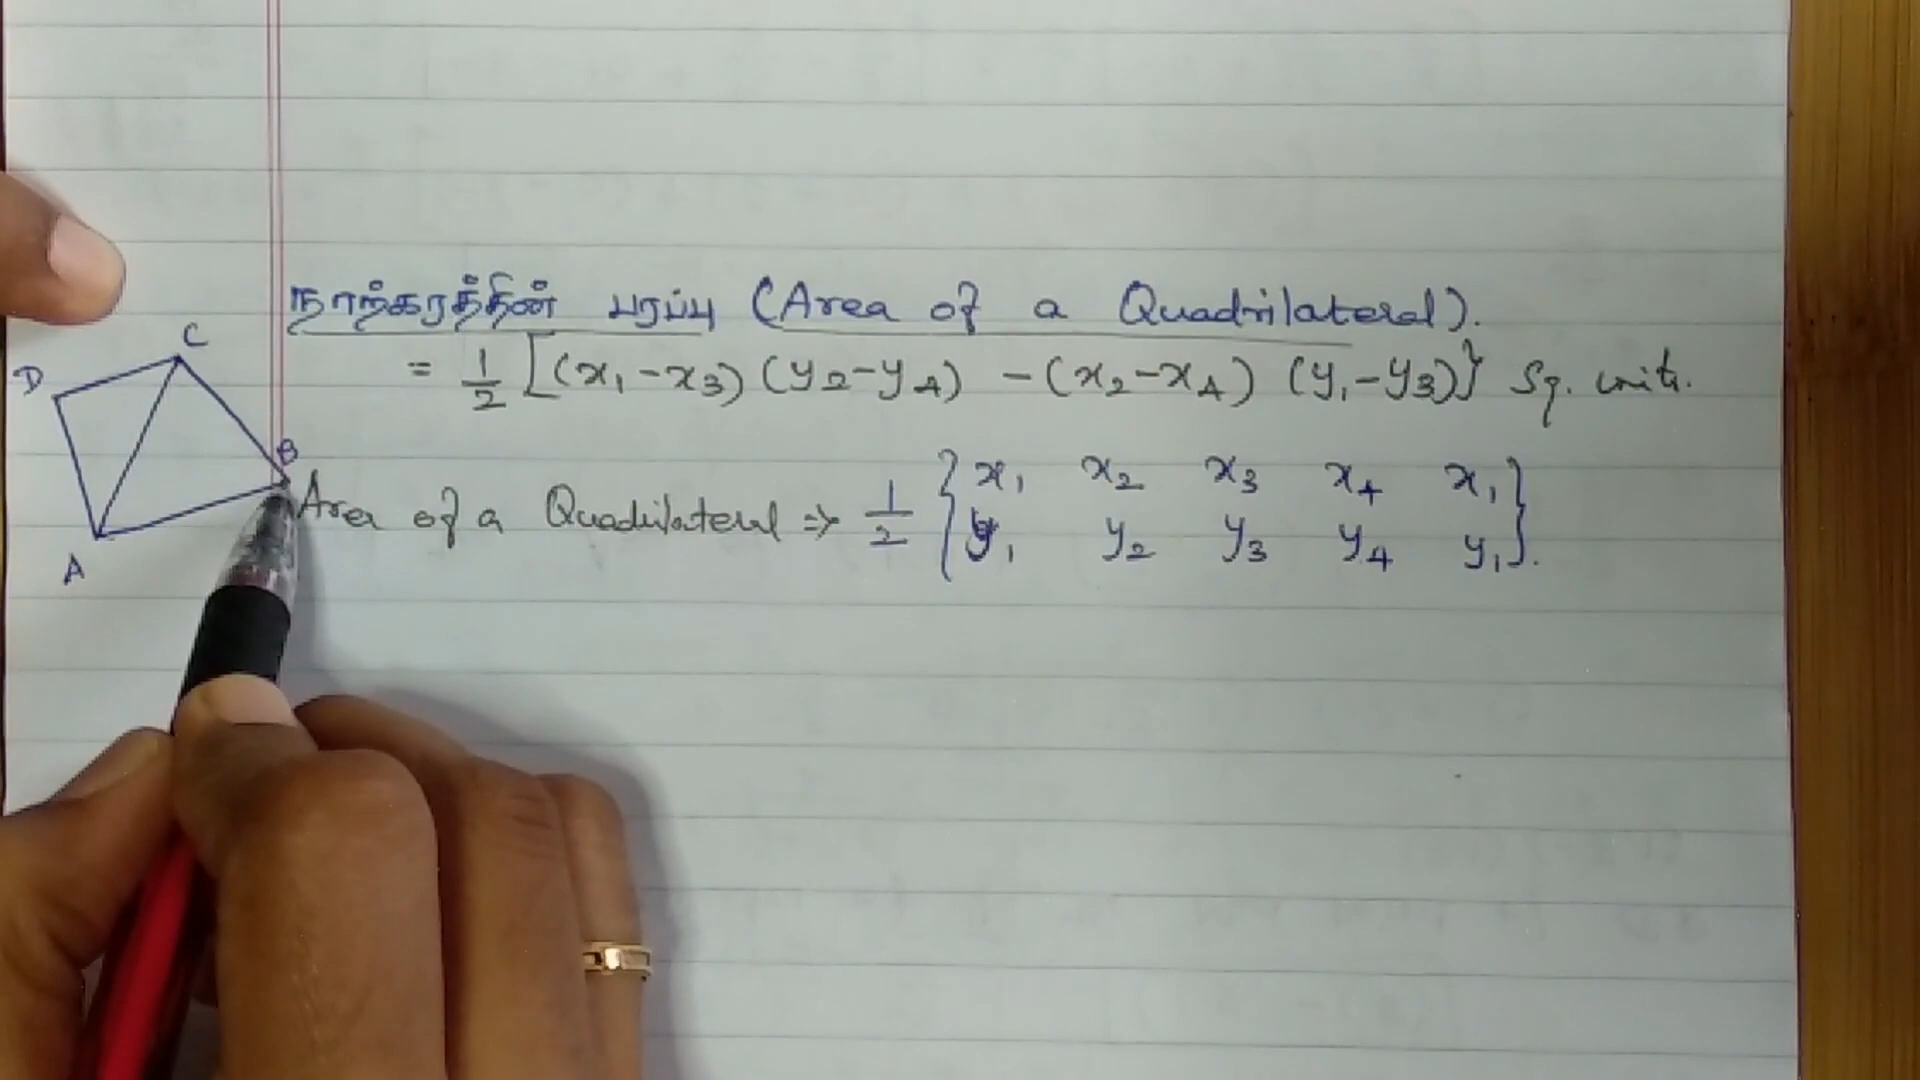 நாற்கரத்தின் பரப்பு (Area of a Quadrilateral).
= 1/2 [(x₁-x₃) (y₂-y₄) - (x₂-x₄) (y₁-y₃)} Sq. units.
Area of a Quadrilateral ⇒ 1/2 {x₁ x₂ x₃ x₄ x₁
y₁ y₂ y₃ y₄ y₁}.
C
D
B
A